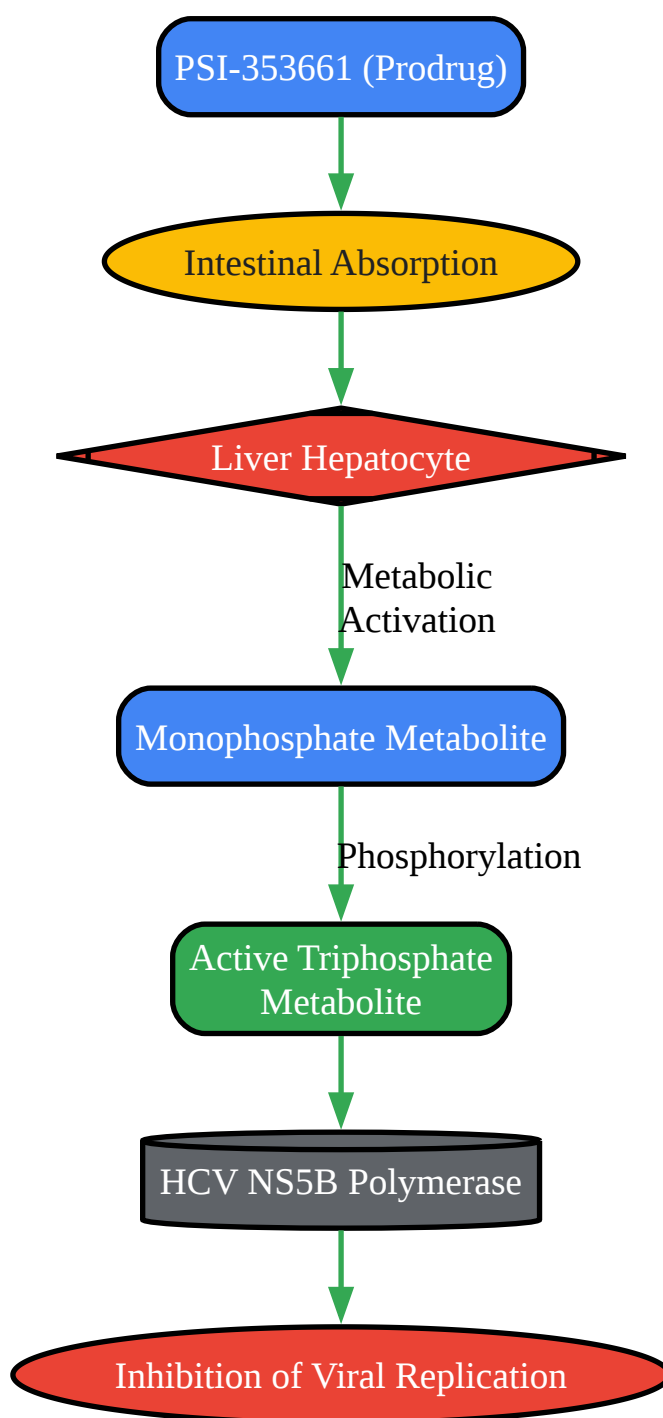 PSI-353661 (Prodrug)
Intestinal Absorption
Liver Hepatocyte
Metabolic
Activation
Monophosphate Metabolite
Phosphorylation
Active Triphosphate
Metabolite
HCV NS5B Polymerase
Inhibition of Viral Replication